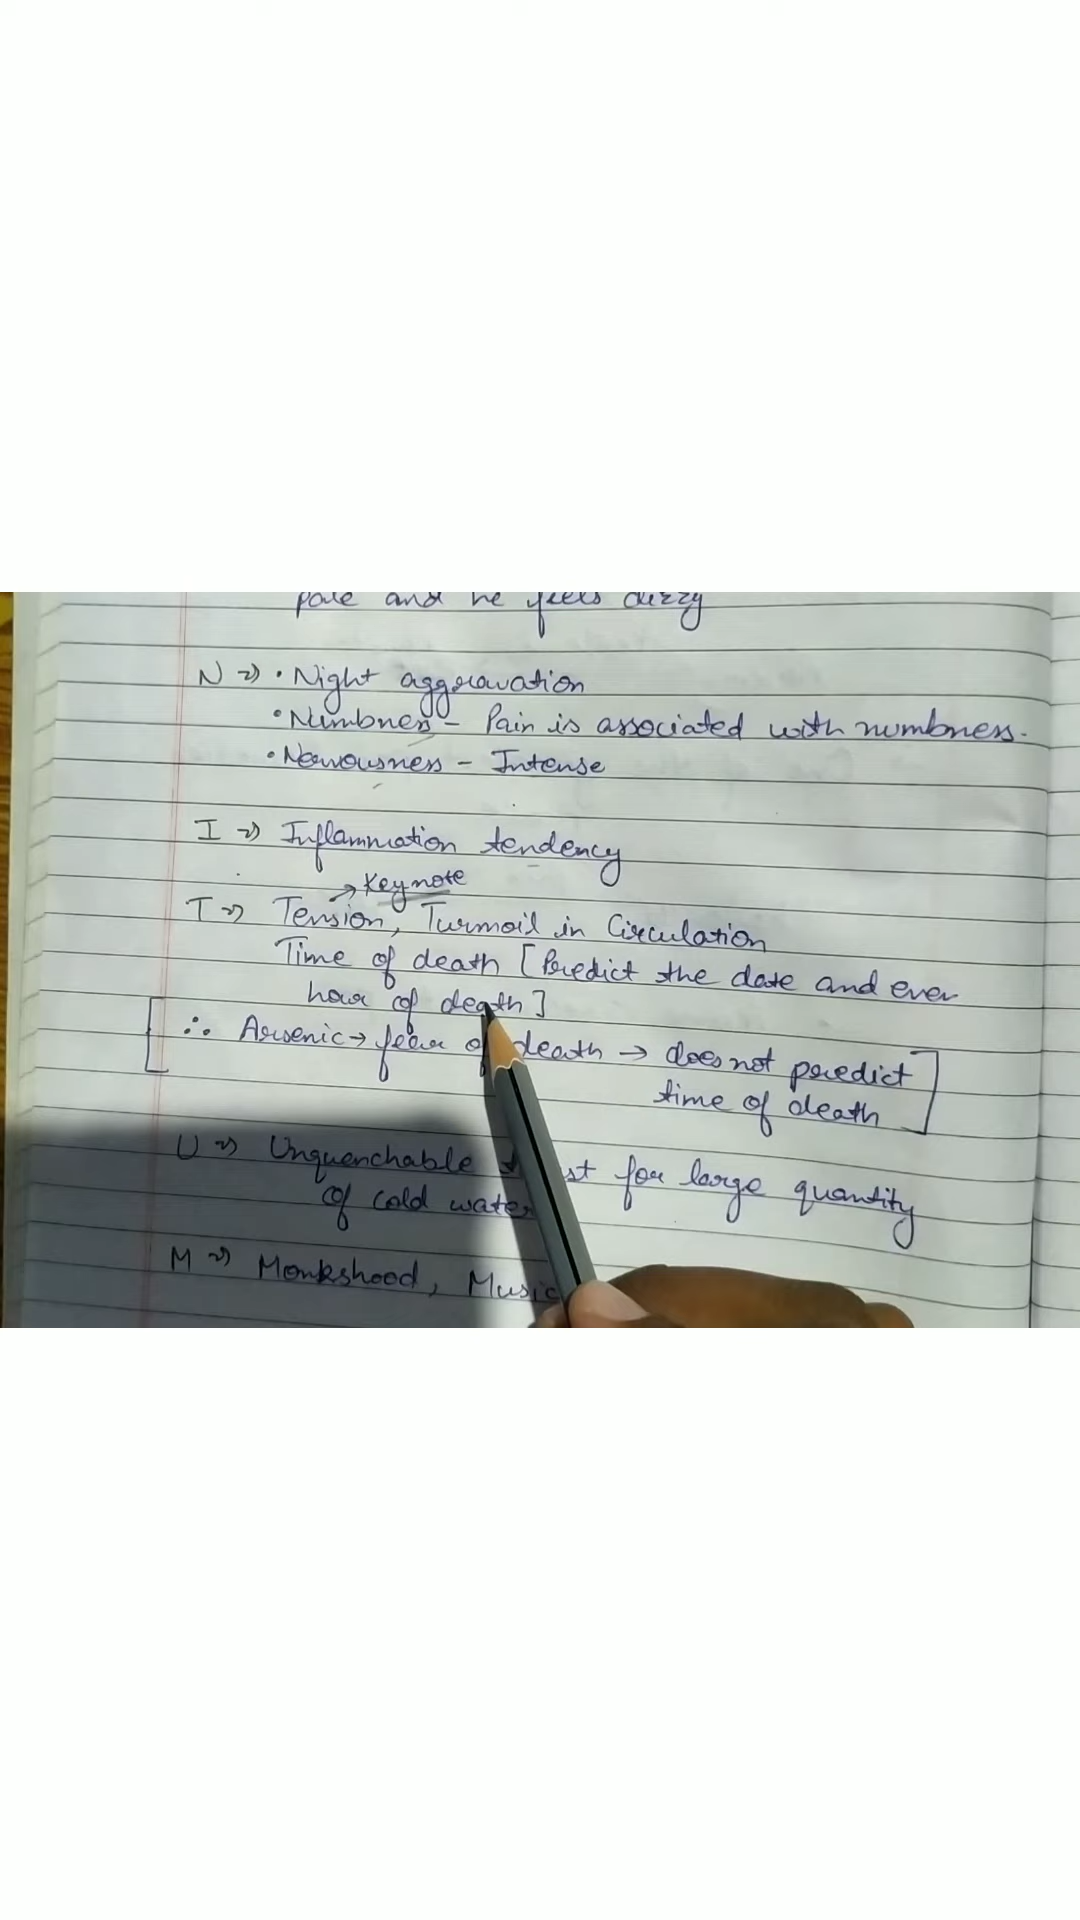 pale and he feels dizzy
N => • Night aggravation
• Numbness - Pain is associated with numbness.
• Nervousness - Intense
I => Inflammation tendency
→ Keynote
T => Tension, Turmoil in Circulation
Time of death [Predict the date and even
hour of death]
[∴ Arsenic → fear of death → does not predict
time of death]
U => Unquenchable for large quantity
of cold water
M => Monkshood, Music